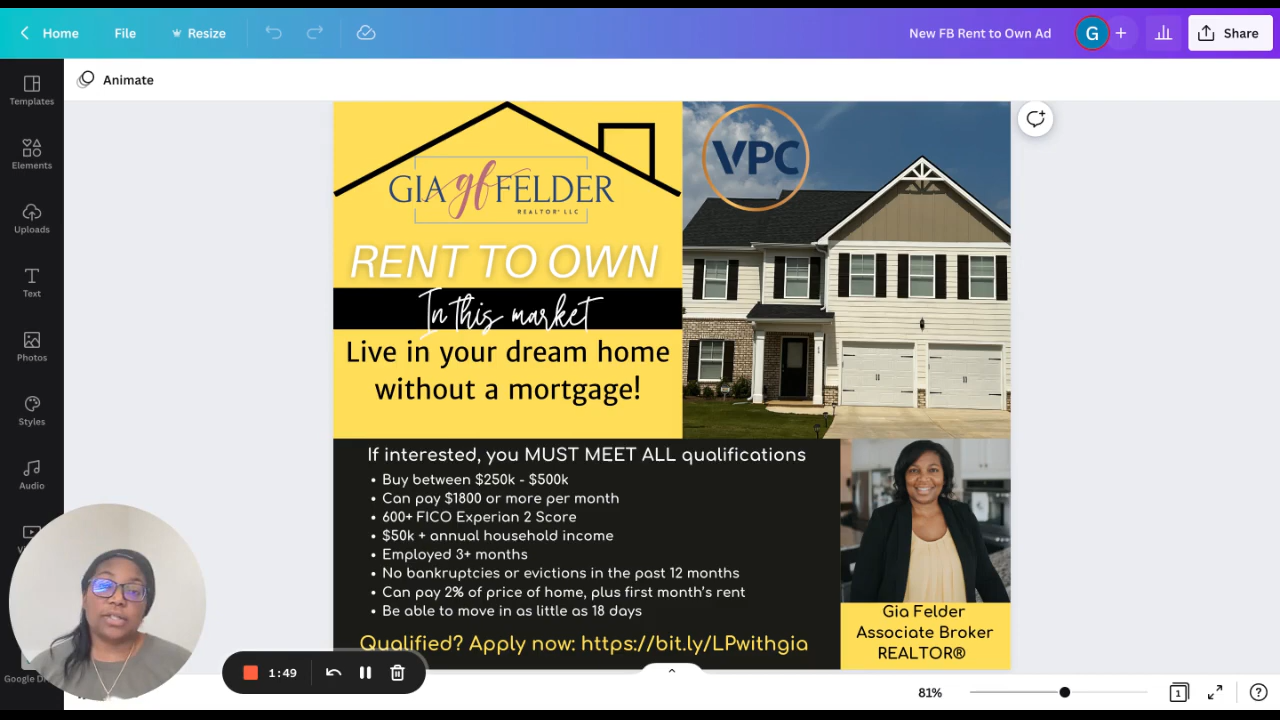 Home
File
Resize
New FB Rent to Own Ad
G
+
Share
Templates
Elements
Uploads
Text
Photos
Styles
Audio
Animate
GIA gf FELDER
REALTOR® LLC
VPC
RENT TO OWN
In this market
Live in your dream home
without a mortgage!
If interested, you MUST MEET ALL qualifications
• Buy between $250k - $500k
• Can pay $1800 or more per month
• 600+ FICO Experian 2 Score
• $50k + annual household income
• Employed 3+ months
• No bankruptcies or evictions in the past 12 months
• Can pay 2% of price of home, plus first month's rent
• Be able to move in as little as 18 days
Qualified? Apply now: https://bit.ly/LPwithgia
Gia Felder
Associate Broker
REALTOR®
Google
1:49
81%
1
?